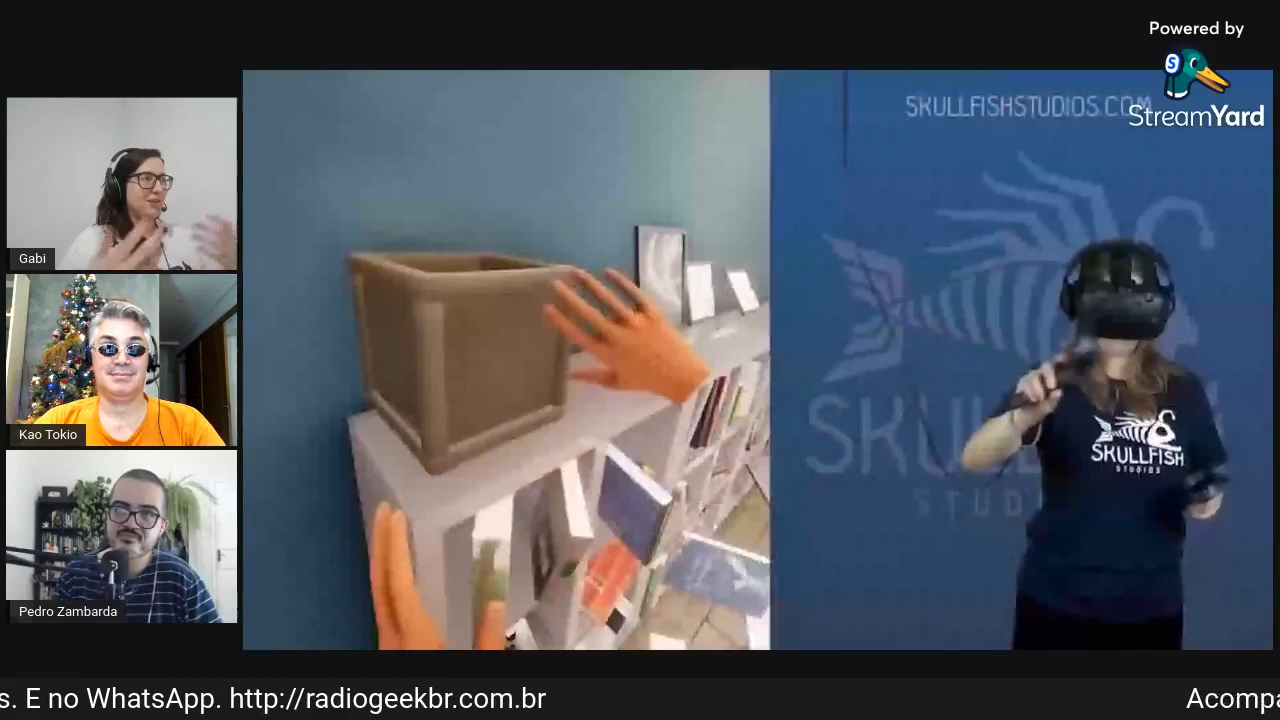 Powered by
StreamYard
SKULLFISHSTUDIOS.COM
Gabi
Kao Tokio
Pedro Zambarda
SKULLFISH
STUDIOS
s. E no WhatsApp. http://radiogeekbr.com.br
Acompa